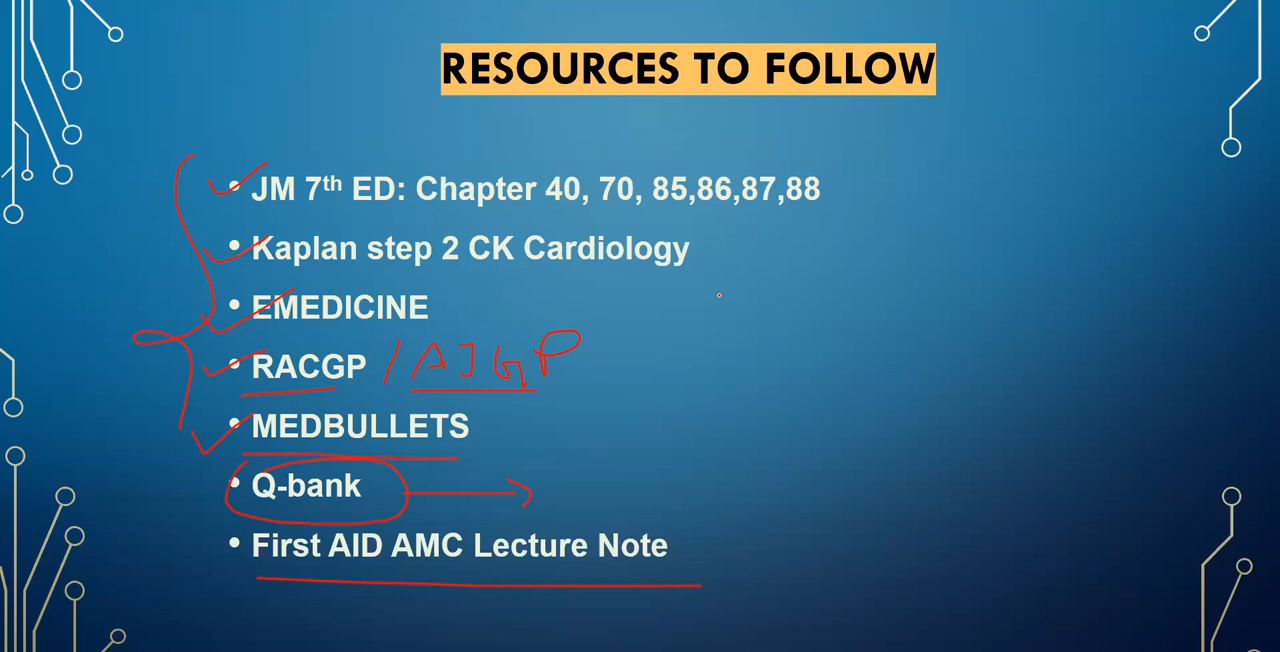 RESOURCES TO FOLLOW
• JM 7th ED: Chapter 40, 70, 85,86,87,88
• Kaplan step 2 CK Cardiology
• EMEDICINE
• RACGP / AJGP
• MEDBULLETS
• Q-bank
• First AID AMC Lecture Note